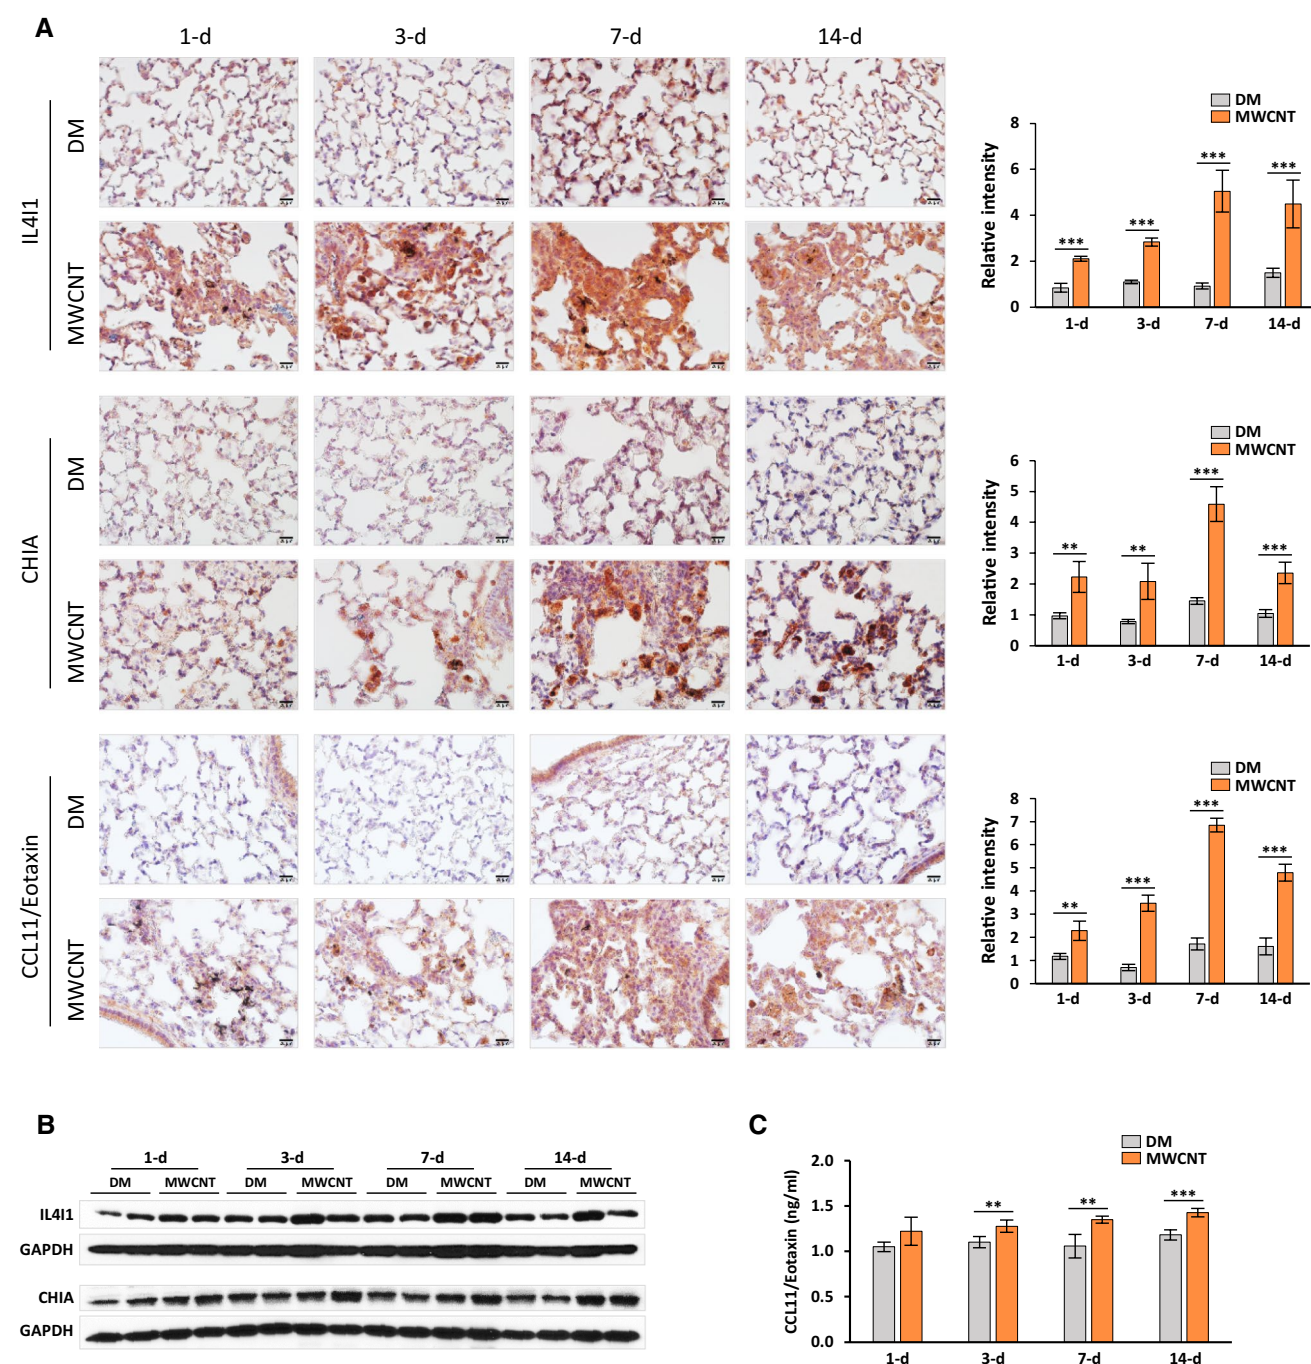 A
1-d 3-d 7-d 14-d
IL4I1
DM
MWCNT
DM
MWCNT
Relative intensity
8
6
4
2
0
*** *** *** ***
1-d 3-d 7-d 14-d
CHIA
DM
MWCNT
DM
MWCNT
Relative intensity
6
5
4
3
2
1
0
** ** *** ***
1-d 3-d 7-d 14-d
CCL11/Eotaxin
DM
MWCNT
DM
MWCNT
Relative intensity
8
7
6
5
4
3
2
1
0
** *** *** ***
1-d 3-d 7-d 14-d
B
1-d 3-d 7-d 14-d
DM MWCNT DM MWCNT DM MWCNT DM MWCNT
IL4I1
GAPDH
CHIA
GAPDH
C
DM
MWCNT
CCL11/Eotaxin (ng/ml)
2.0
1.5
1.0
0.5
0.0
** ** ***
1-d 3-d 7-d 14-d